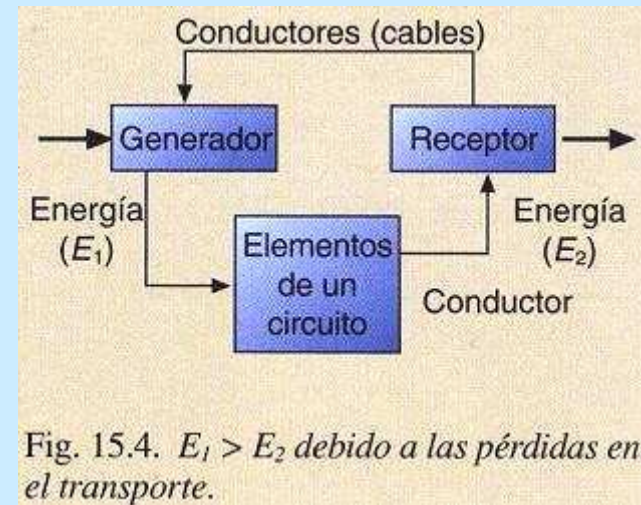 Conductores (cables)
Generador
Receptor
Energía
(E₁)
Elementos
de un
circuito
Energía
(E₂)
Conductor
Fig. 15.4. E₁ > E₂ debido a las pérdidas en
el transporte.